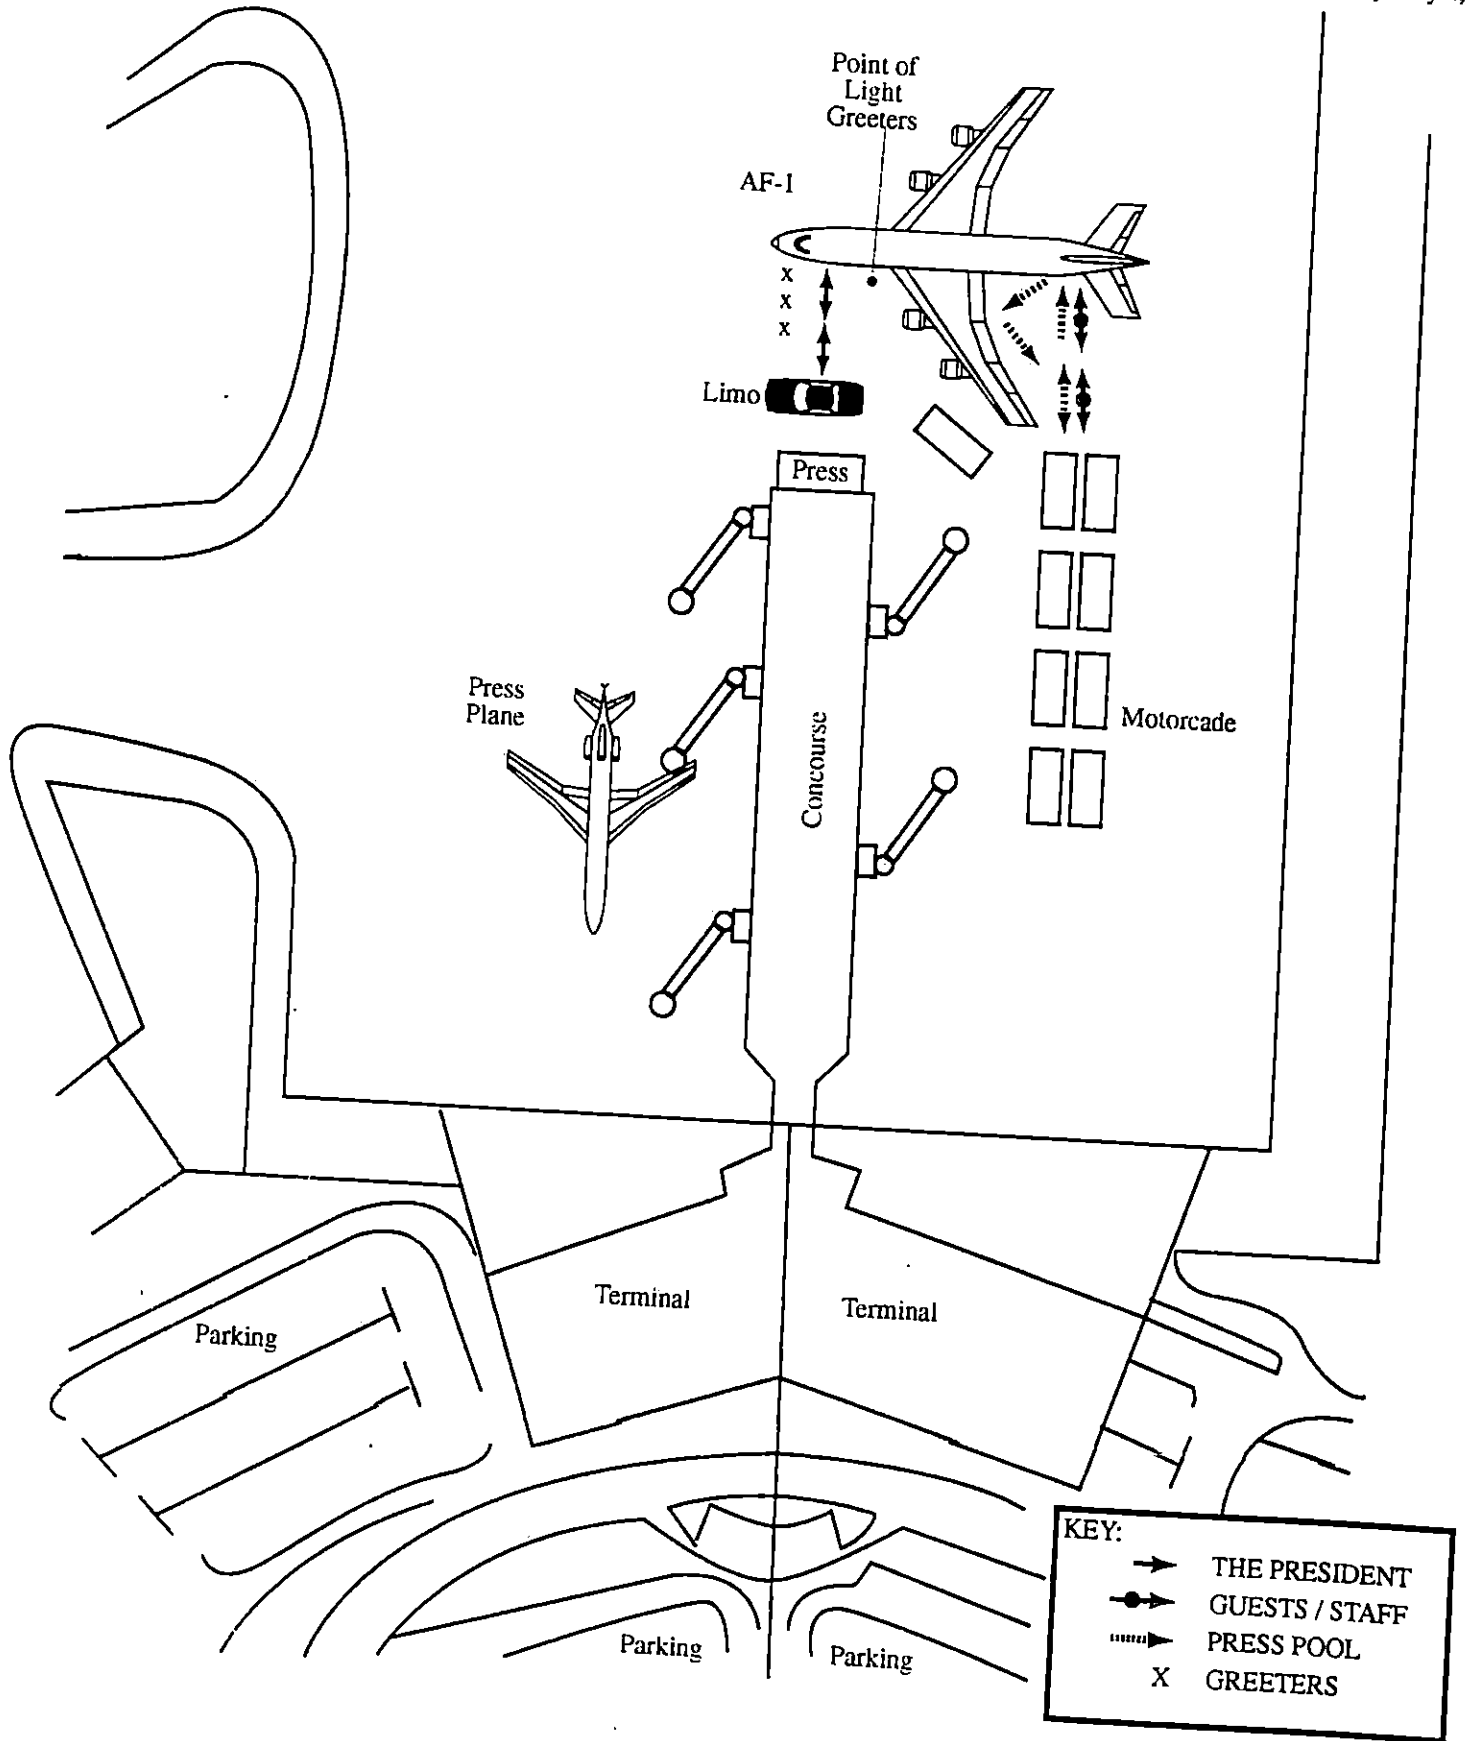 Point of
Light
Greeters
AF-1
x
x
x
Limo
Press
Press
Plane
Concourse
Motorcade
Terminal
Terminal
Parking
Parking
Parking
KEY:
THE PRESIDENT
GUESTS / STAFF
PRESS POOL
X GREETERS